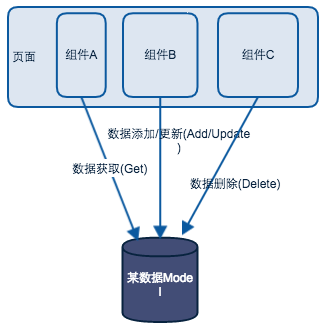 页面
组件A
组件B
组件C
数据添加/更新(Add/Update
)
数据获取(Get)
数据删除(Delete)
某数据Mode
l